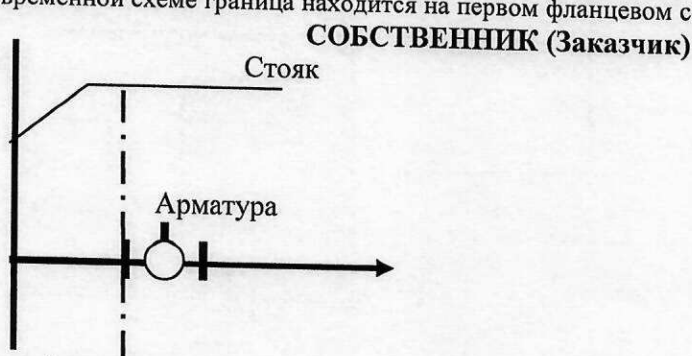 временной схеме граница находится на первом фланцевом с
СОБСТВЕННИК (Заказчик)
Стояк
Арматура